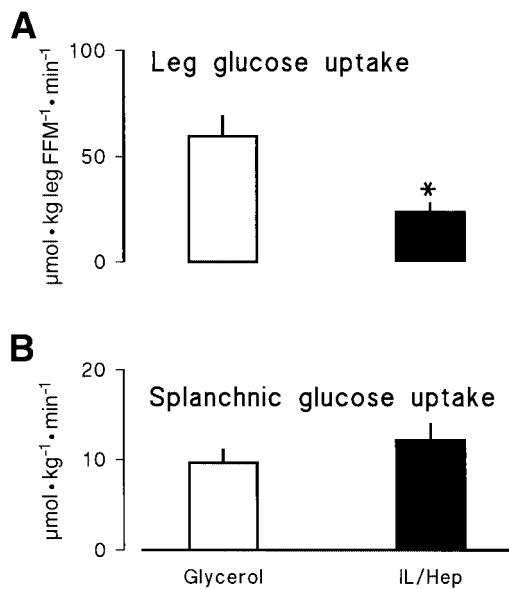 A
Leg glucose uptake
100
50
0
µmol•kg leg FFM⁻¹•min⁻¹
*
B
Splanchnic glucose uptake
20
10
0
µmol•kg⁻¹•min⁻¹
Glycerol IL/Hep